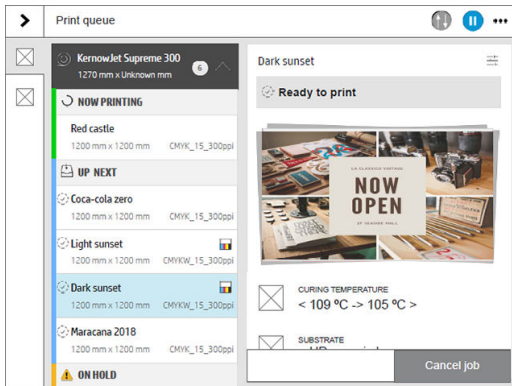 Print queue
KernowJet Supreme 300
1270 mm x Unknown
mm
6
NOW PRINTING
Red castle
1200 mm x 1200 mm CMYK_15_300ppi
UP NEXT
Coca-cola zero
1200 mm x 1200 mm CMYK_15_300ppi
Light sunset
1200 mm x 1200 mm CMYKW_15_300ppi
Dark sunset
1200 mm x 1200 mm CMYKW_15_300ppi
Maracana 2018
1200 mm x 1200 mm CMYK_15_300ppi
ON HOLD
Dark sunset
Ready to print
LA CLASSICA VINTAGE
NOW
OPEN
CURING TEMPERATURE
< 109 ºC -> 105 ºC >
SUBSTRATE
Cancel job